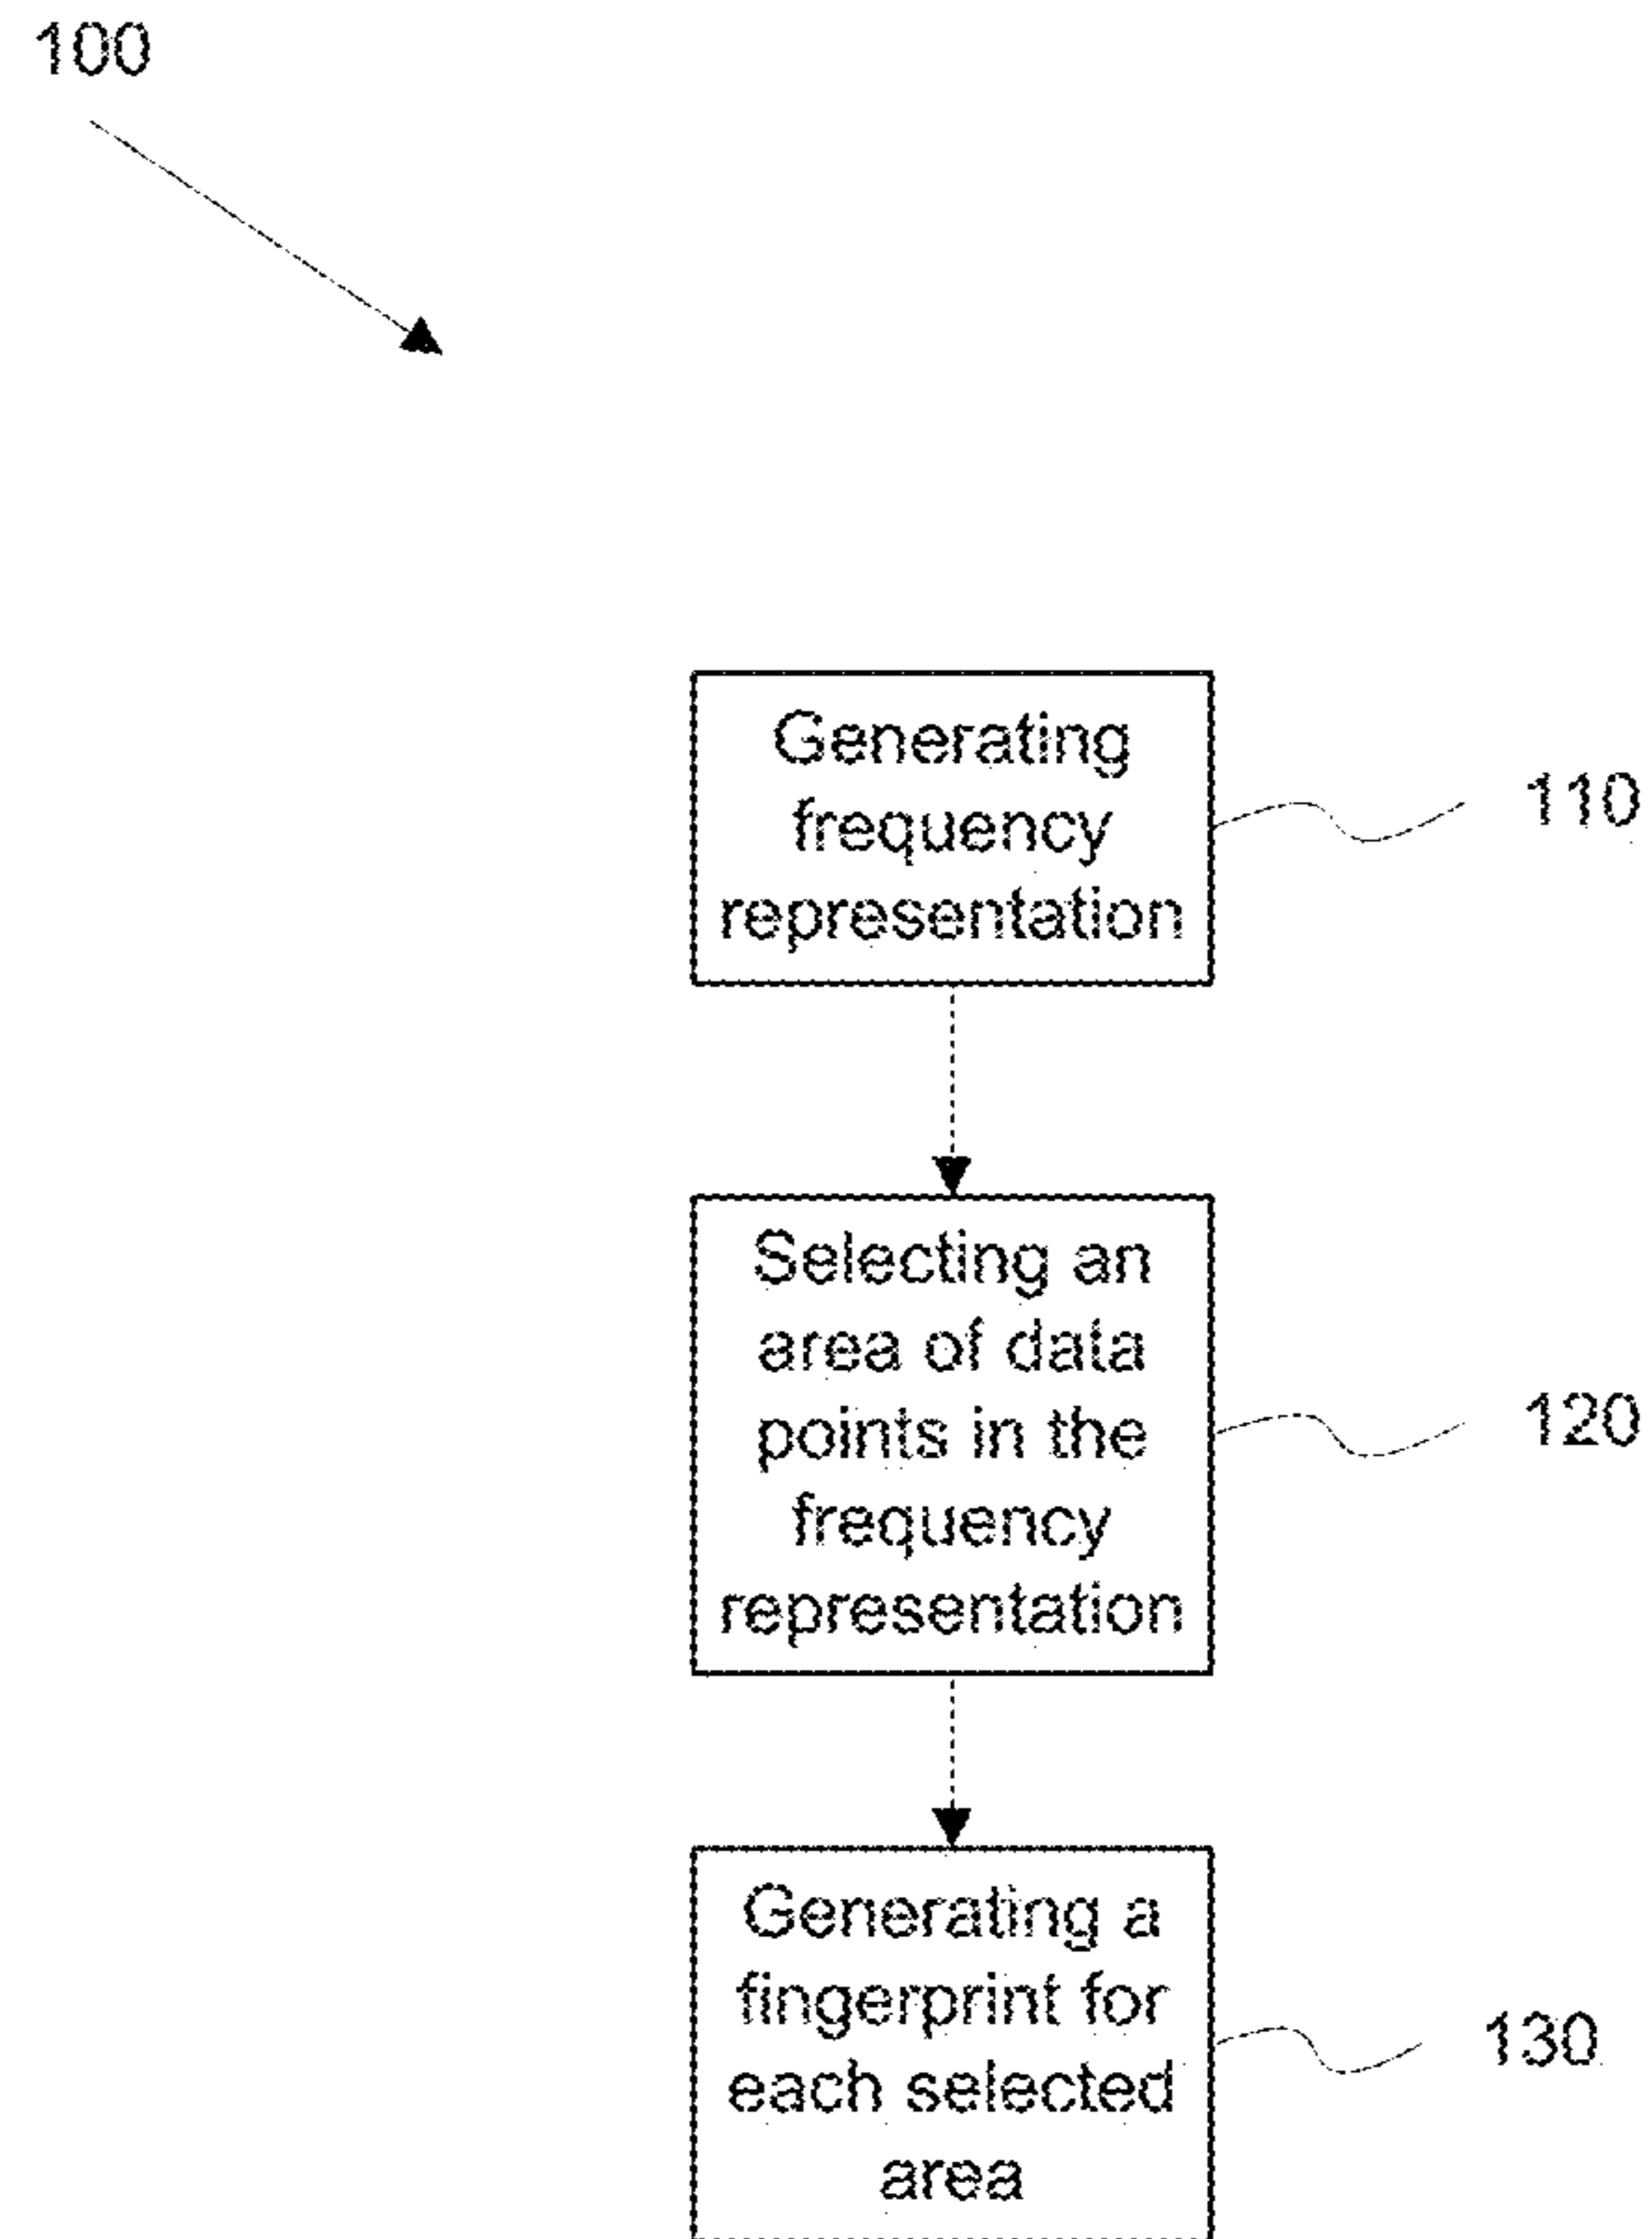 100
Generating
frequency
representation
110
Selecting an
area of data
points in the
frequency
representation
120
Generating a
fingerprint for
each selected
area
130